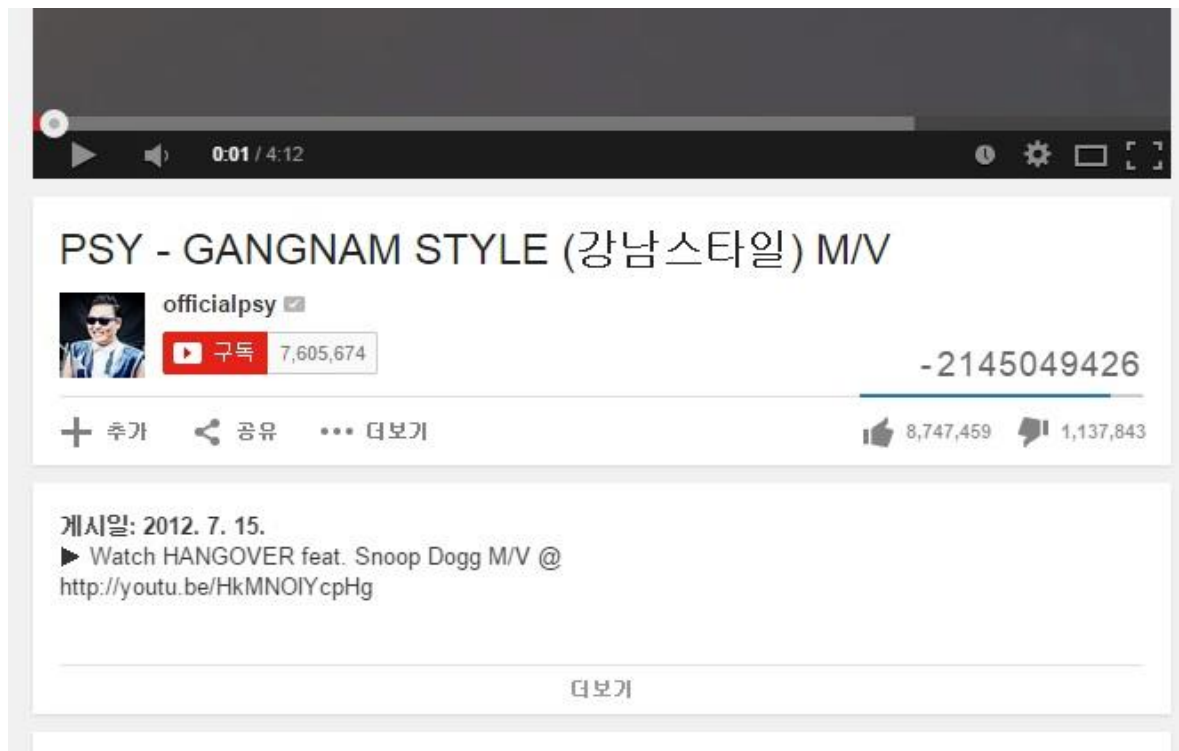 0:01 / 4:12
PSY - GANGNAM STYLE (강남스타일) M/V
officialpsy
구독 7,605,674
-2145049426
추가 공유 더보기 8,747,459 1,137,843
게시일: 2012. 7. 15.
▶ Watch HANGOVER feat. Snoop Dogg M/V @
http://youtu.be/HkMNOIYcpHg
더보기